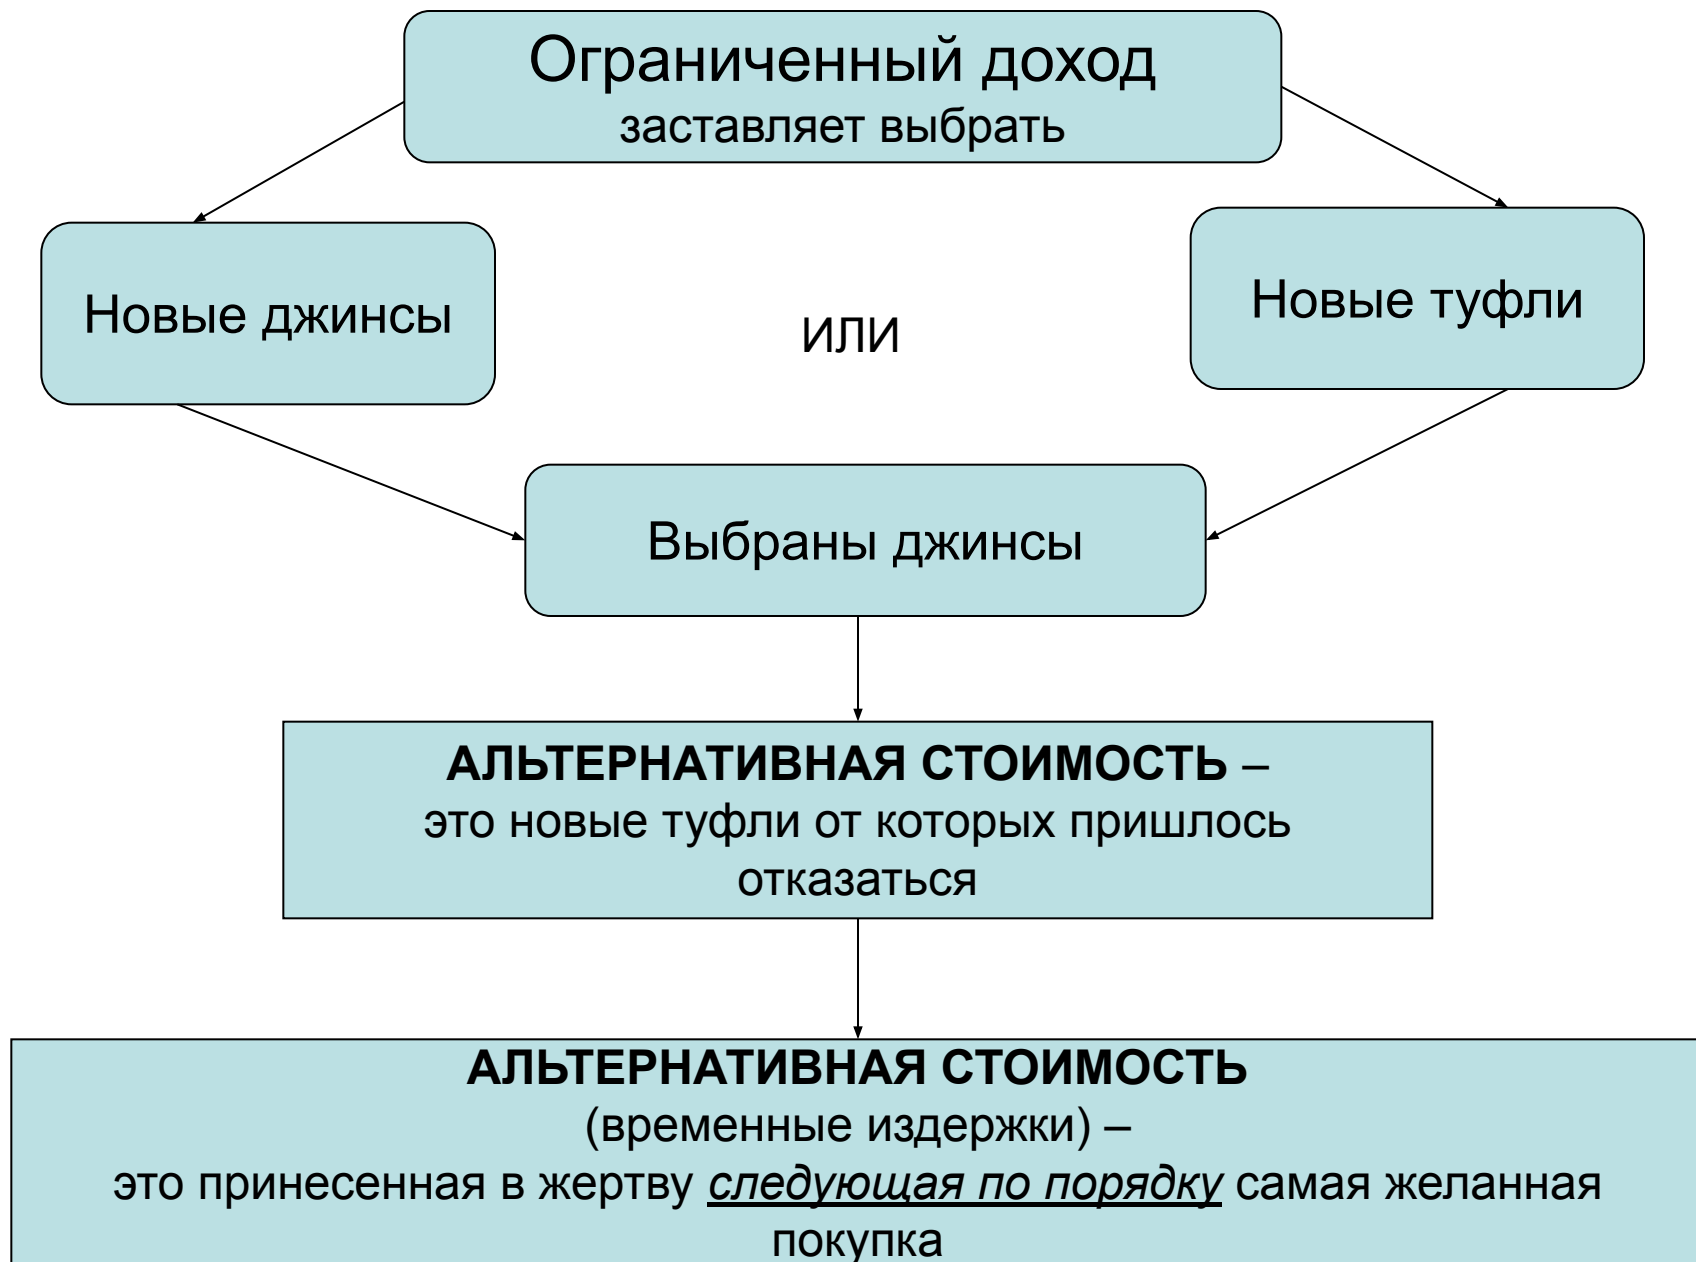 Ограниченный доход
заставляет выбрать
Новые джинсы
ИЛИ
Новые туфли
Выбраны джинсы
АЛЬТЕРНАТИВНАЯ СТОИМОСТЬ –
это новые туфли от которых пришлось
отказаться
АЛЬТЕРНАТИВНАЯ СТОИМОСТЬ
(временные издержки) –
это принесенная в жертву следующая по порядку самая желанная
покупка